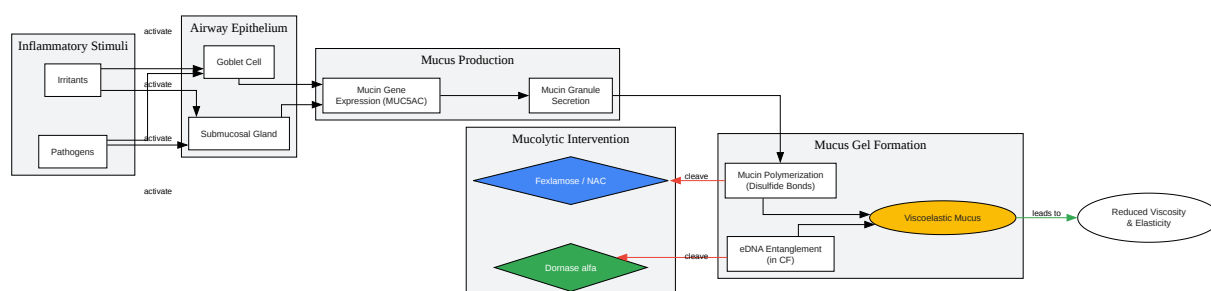 Inflammatory Stimuli
Irritants
Pathogens
activate
activate
activate
activate
Airway Epithelium
Goblet Cell
Submucosal Gland
Mucus Production
Mucin Gene
Expression (MUC5AC)
Mucin Granule
Secretion
Mucolytic Intervention
Fexlamose / NAC
Dornase alfa
cleave
cleave
Mucus Gel Formation
Mucin Polymerization
(Disulfide Bonds)
Viscoelastic Mucus
eDNA Entanglement
(in CF)
leads to
Reduced Viscosity
& Elasticity